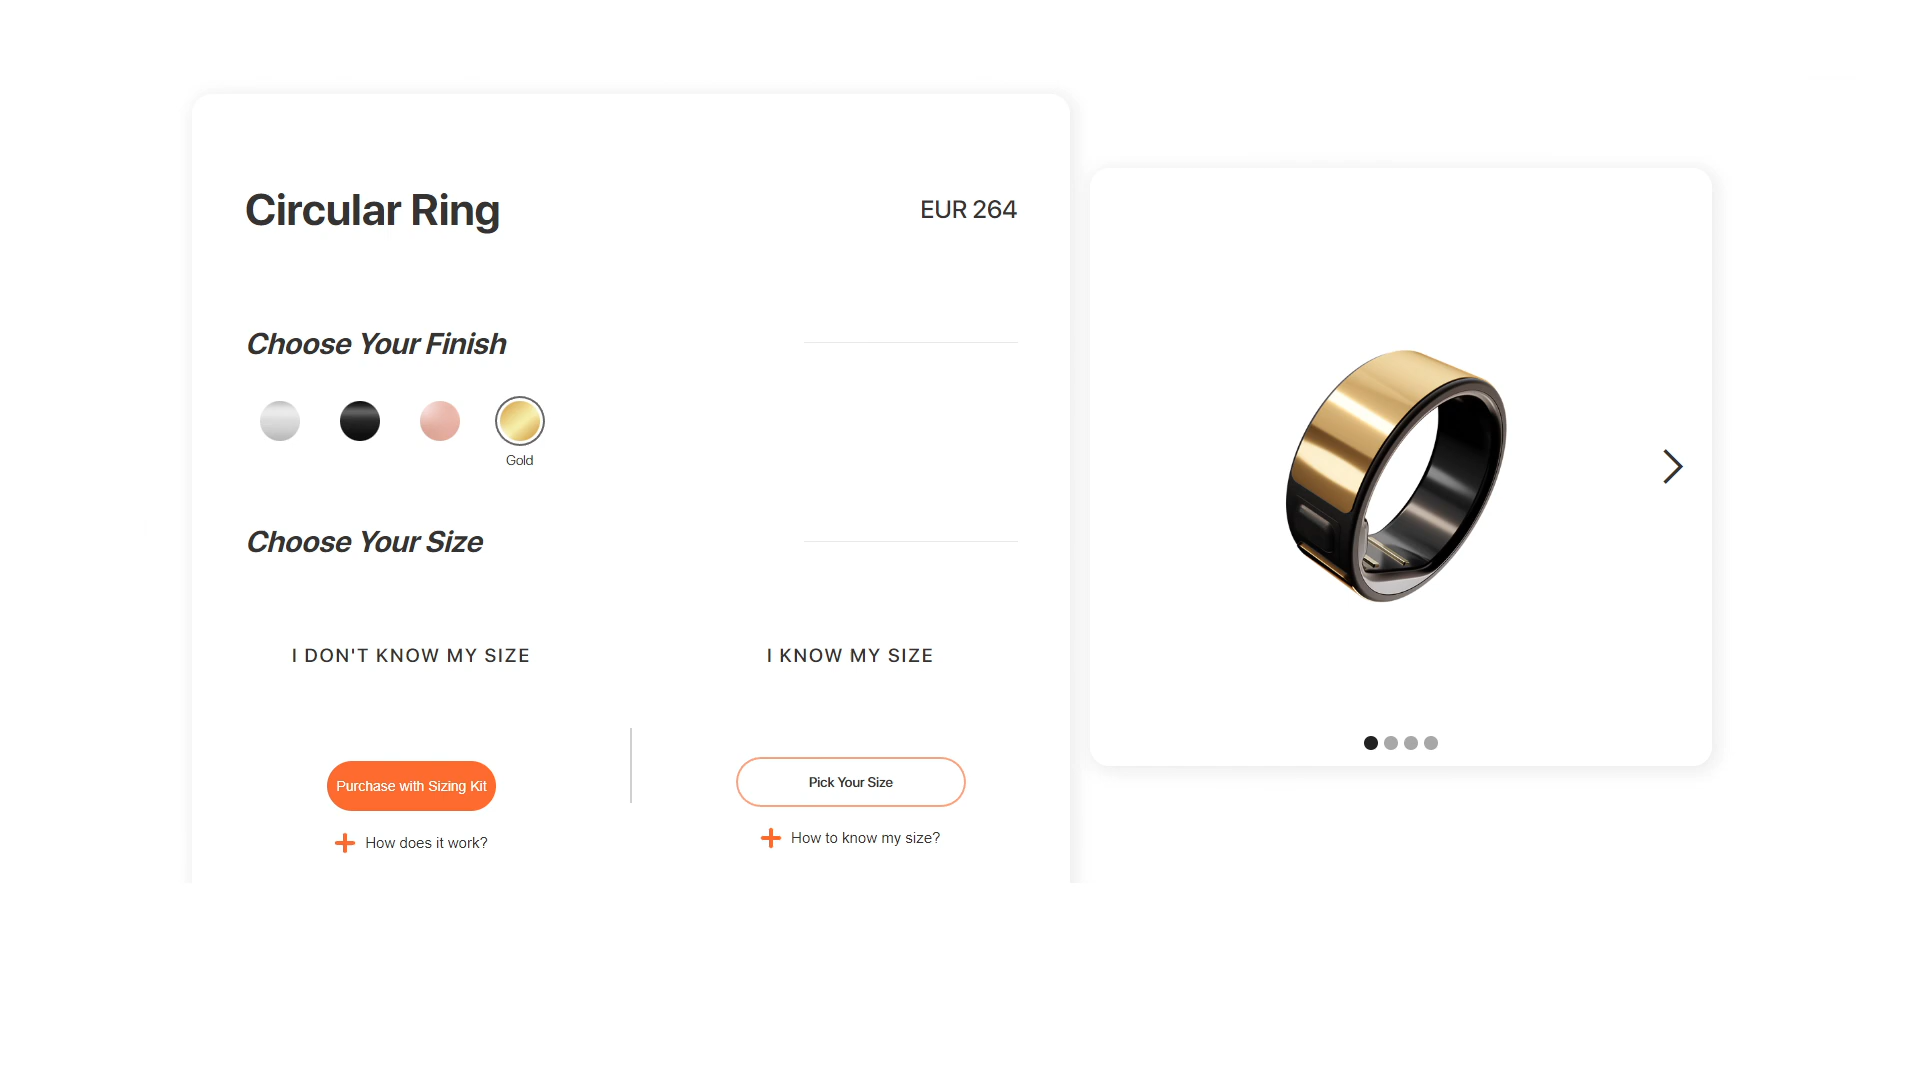 Circular Ring
EUR 264
Choose Your Finish
Gold
Choose Your Size
I DON'T KNOW MY SIZE
I KNOW MY SIZE
Purchase with Sizing Kit
Pick Your Size
How does it work?
How to know my size?